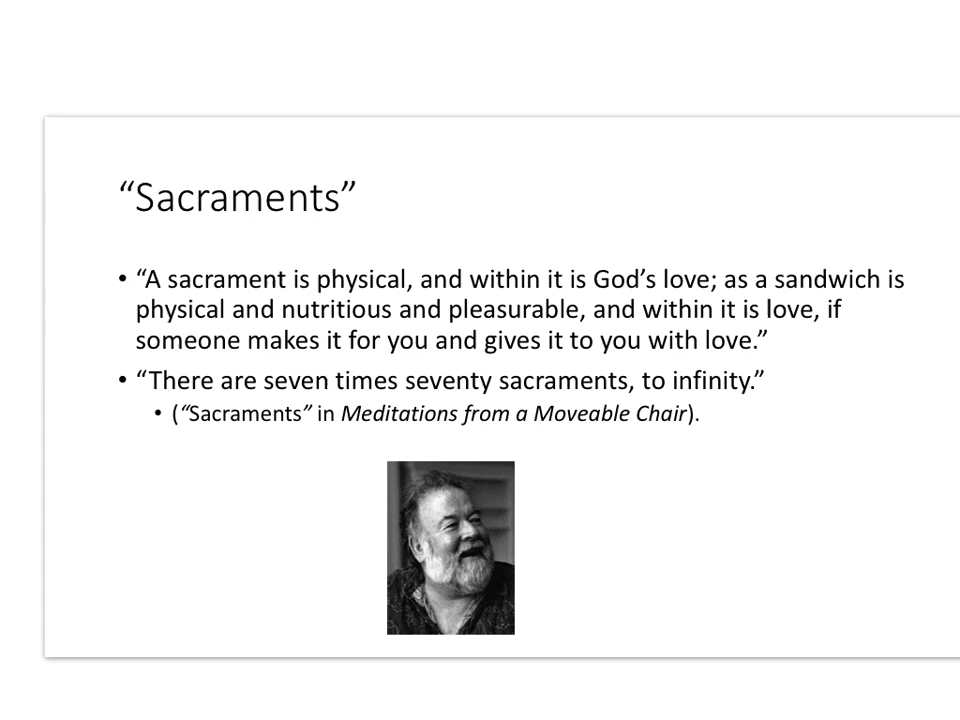 “Sacraments”
• “A sacrament is physical, and within it is God’s love; as a sandwich is
physical and nutritious and pleasurable, and within it is love, if
someone makes it for you and gives it to you with love.”
• “There are seven times seventy sacraments, to infinity.”
• (“Sacraments” in Meditations from a Moveable Chair).